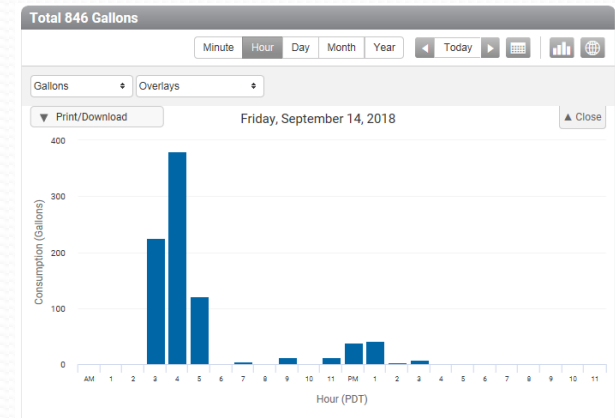 Total 846 Gallons
Minute Hour Day Month Year Today
Gallons Overlays
Print/Download Friday, September 14, 2018 Close
400
300
200
100
0
Consumption (Gallons)
AM 1 2 3 4 5 6 7 8 9 10 11 PM 1 2 3 4 5 6 7 8 9 10 11
Hour (PDT)